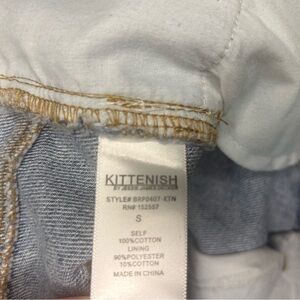 KITTENISH
BY JESSIE JAMES DECKER
STYLE# BRP0407-KTN
RN# 152557
S
SELF
100%COTTON
LINING
90%POLYESTER
10%COTTON
MADE IN CHINA